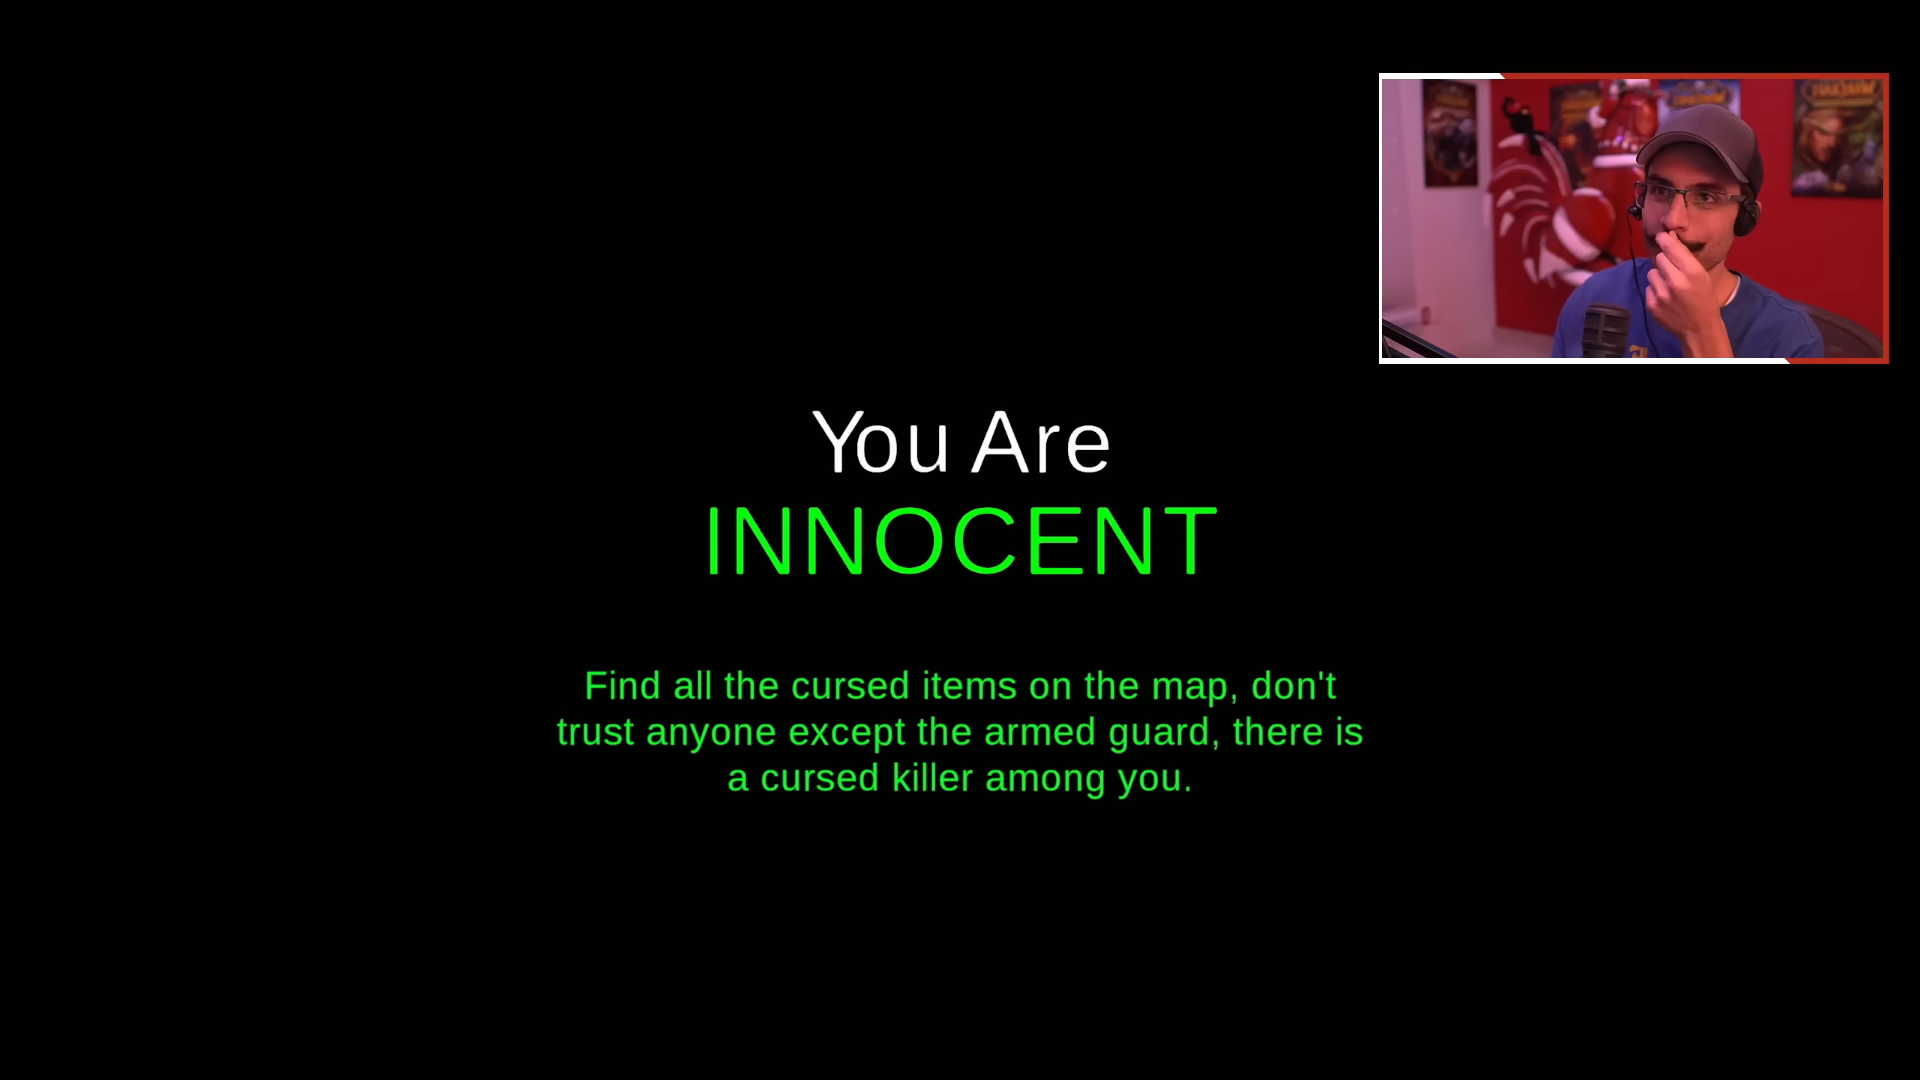 You Are
INNOCENT
Find all the cursed items on the map, don't
trust anyone except the armed guard, there is
a cursed killer among you.